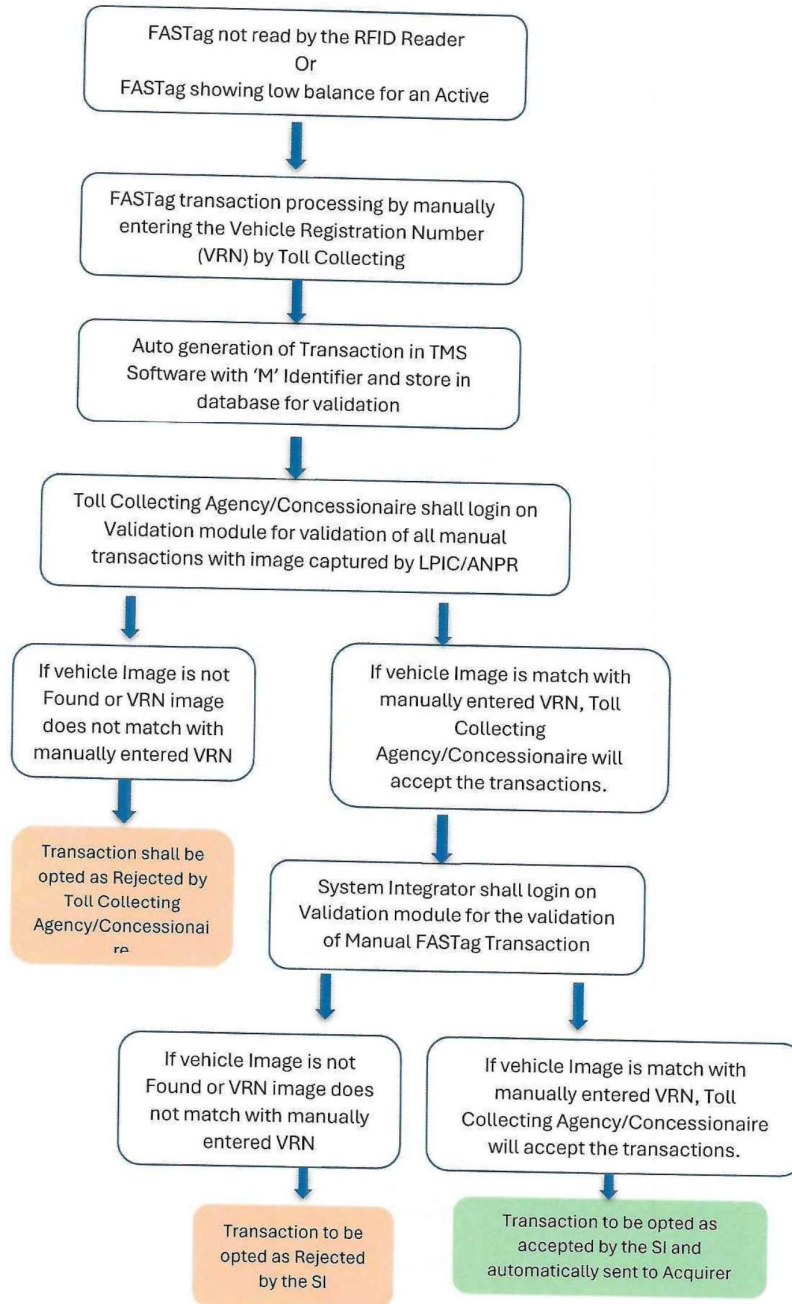 FASTag not read by the RFID Reader
Or
FASTag showing low balance for an Active
FASTag transaction processing by manually
entering the Vehicle Registration Number
(VRN) by Toll Collecting
Auto generation of Transaction in TMS
Software with ‘M’ Identifier and store in
database for validation
Toll Collecting Agency/Concessionaire shall login on
Validation module for validation of all manual
transactions with image captured by LPIC/ANPR
If vehicle Image is not
Found or VRN image
does not match with
manually entered VRN
If vehicle Image is match with
manually entered VRN, Toll
Collecting
Agency/Concessionaire will
accept the transactions.
Transaction shall be
opted as Rejected by
Toll Collecting
Agency/Concessionai
re
System Integrator shall login on
Validation module for the validation
of Manual FASTag Transaction
If vehicle Image is not
Found or VRN image does
not match with manually
entered VRN
If vehicle Image is match with
manually entered VRN, Toll
Collecting Agency/Concessionaire
will accept the transactions.
Transaction to be
opted as Rejected
by the SI
Transaction to be opted as
accepted by the SI and
automatically sent to Acquirer